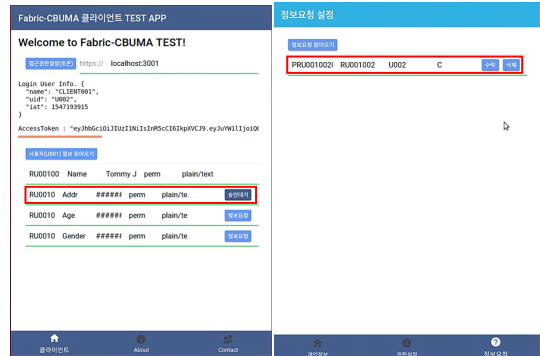 Fabric-CBUMA 클라이언트 TEST APP
Welcome to Fabric-CBUMA TEST!
접근권한설정(토큰) https:// localhost:3001
Login User Info. {
"name": "CLIENT001",
"uid": "U002",
"iat": 1547193915
}
AccessToken : "eyJhbGciOiJIUzI1NiIsInR5cCI6IkpXVCJ9.eyJuYW1lIjoiQ
사용자(U001) 정보 읽어오기
RU00100 Name Tommy J perm plain/text
RU0010 Addr ###### perm plain/te 승인대기
RU0010 Age ###### perm plain/te 정보요청
RU0010 Gender ###### perm plain/te 정보요청
클라이언트 About Contact
정보요청 설정
정보요청 읽어오기
PRU001002 RU001002 U002 C 수락 삭제
개인정보 권한설정 정보요청